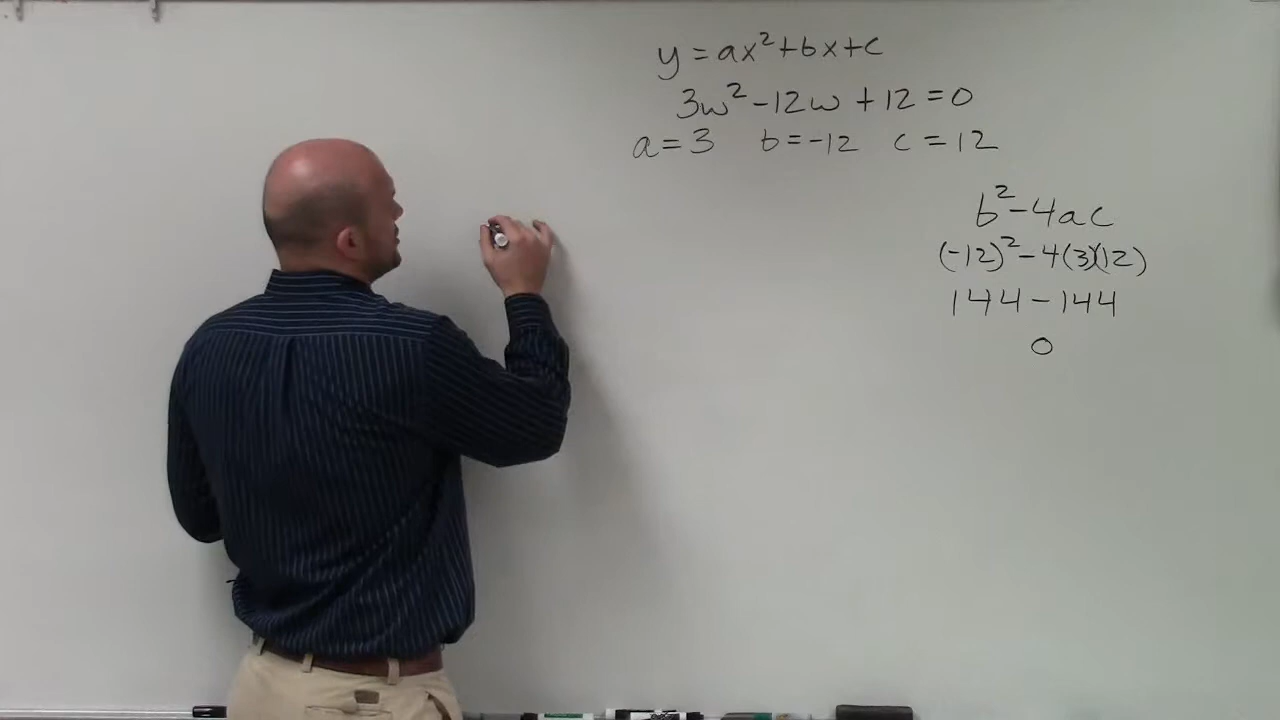 y = ax²+bx+c
3w² -12w +12 = 0
a = 3 b = -12 c = 12
b² - 4ac
(-12)² - 4(3)(12)
144 - 144
0